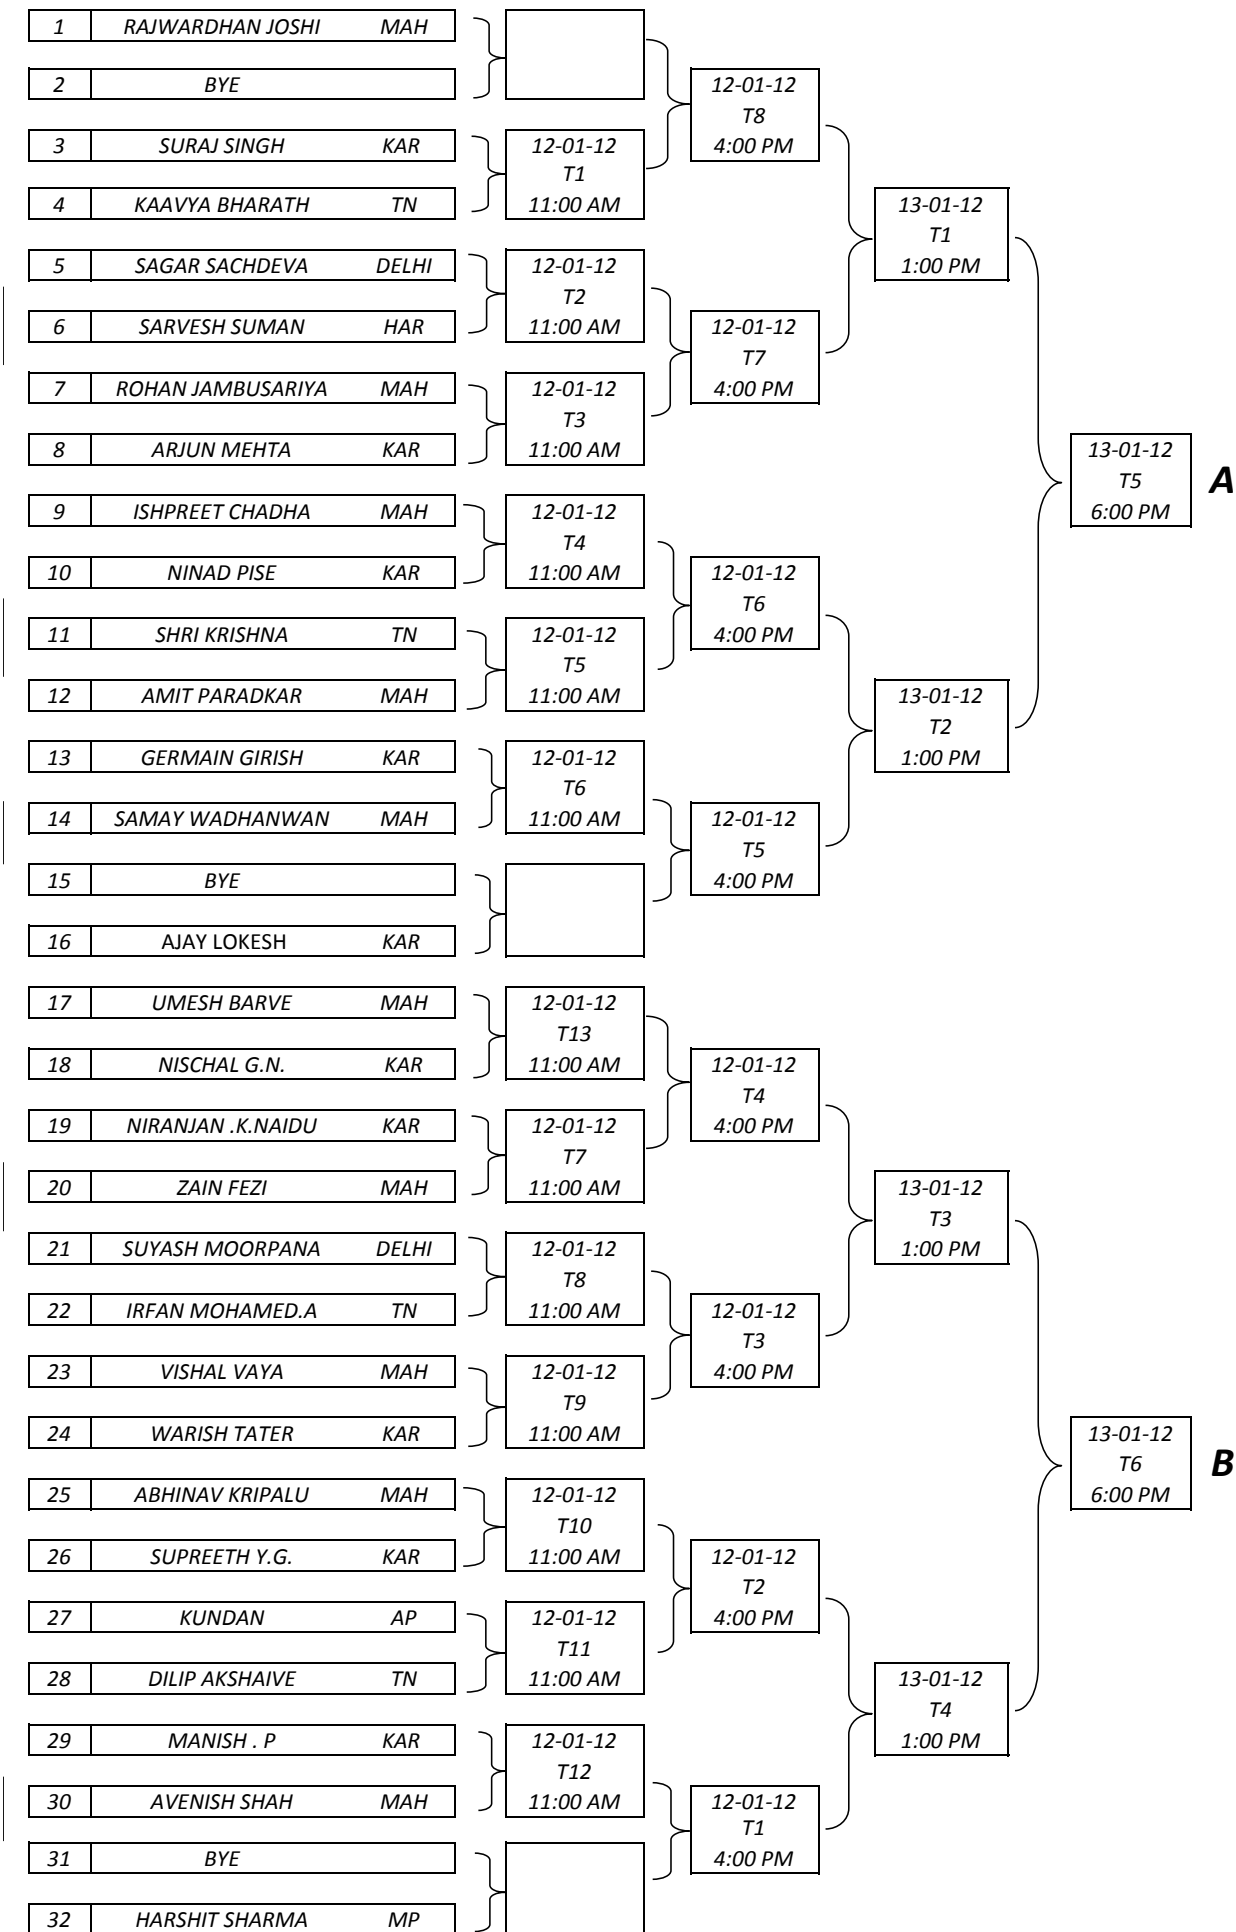 1 RAJWARDHAN JOSHI MAH
2 BYE 12-01-12
T8
3 SURAJ SINGH KAR 12-01-12 4:00 PM
T1
4 KAAVYA BHARATH TN 11:00 AM 13-01-12
T1
5 SAGAR SACHDEVA DELHI 12-01-12 1:00 PM
T2
6 SARVESH SUMAN HAR 11:00 AM 12-01-12
T7
7 ROHAN JAMBUSARIYA MAH 12-01-12 4:00 PM
T3
8 ARJUN MEHTA KAR 11:00 AM 13-01-12
T5 A
9 ISHPREET CHADHA MAH 12-01-12 6:00 PM
T4
10 NINAD PISE KAR 11:00 AM 12-01-12
T6
11 SHRI KRISHNA TN 12-01-12 4:00 PM
T5
12 AMIT PARADKAR MAH 11:00 AM 13-01-12
T2
13 GERMAIN GIRISH KAR 12-01-12 1:00 PM
T6
14 SAMAY WADHANWAN MAH 11:00 AM 12-01-12
T5
15 BYE 4:00 PM
16 AJAY LOKESH KAR
17 UMESH BARVE MAH 12-01-12
T13
18 NISCHAL G.N. KAR 11:00 AM 12-01-12
T4
19 NIRANJAN .K.NAIDU KAR 12-01-12 4:00 PM
T7
20 ZAIN FEZI MAH 11:00 AM 13-01-12
T3
21 SUYASH MOORPANA DELHI 12-01-12 1:00 PM
T8
22 IRFAN MOHAMED.A TN 11:00 AM 12-01-12
T3
23 VISHAL VAYA MAH 12-01-12 4:00 PM
T9
24 WARISH TATER KAR 11:00 AM 13-01-12
T6 B
25 ABHINAV KRIPALU MAH 12-01-12 6:00 PM
T10
26 SUPREETH Y.G. KAR 11:00 AM 12-01-12
T2
27 KUNDAN AP 12-01-12 4:00 PM
T11
28 DILIP AKSHAIVE TN 11:00 AM 13-01-12
T4
29 MANISH . P KAR 12-01-12 1:00 PM
T12
30 AVENISH SHAH MAH 11:00 AM 12-01-12
T1
31 BYE 4:00 PM
32 HARSHIT SHARMA MP